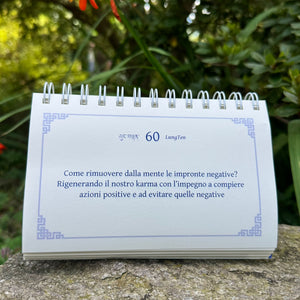 60 LungTen
Come rimuovere dalla mente le impronte negative?
Rigenerando il nostro karma con l'impegno a compiere
azioni positive e ad evitare quelle negative